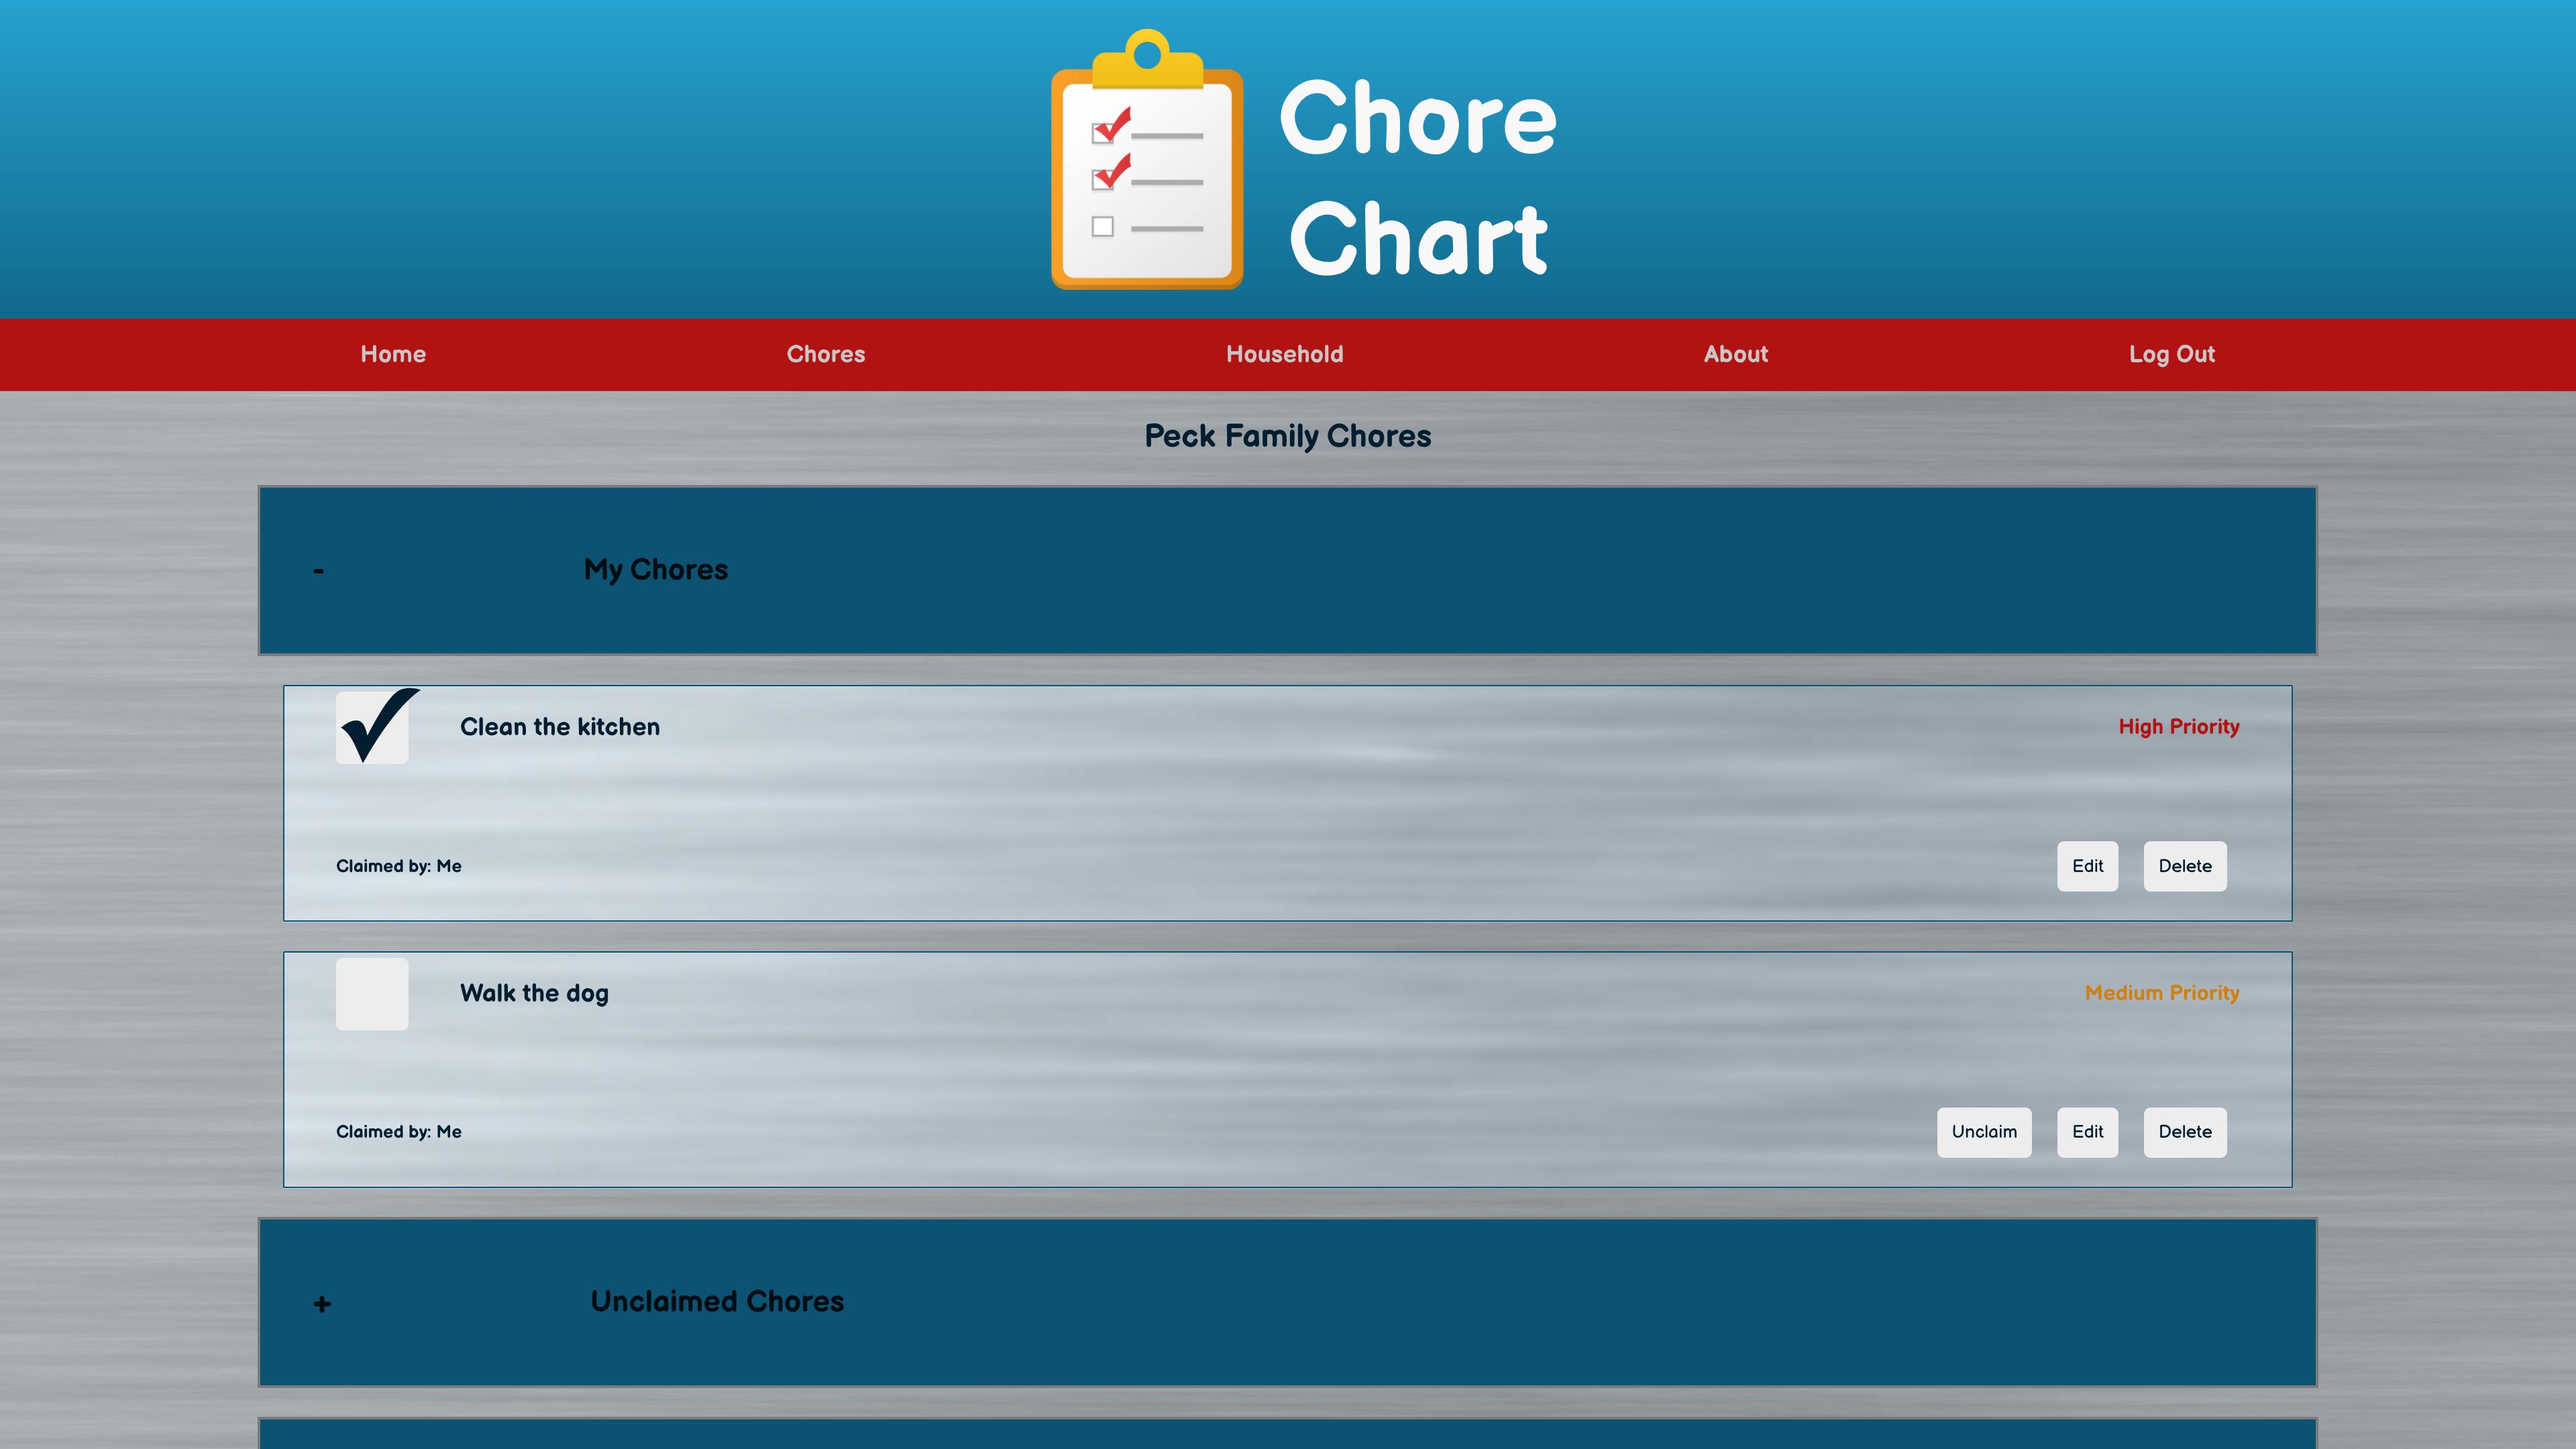 Chore
Chart
Home Chores Household About Log Out
Peck Family Chores
- My Chores
Clean the kitchen High Priority
Claimed by: Me Edit Delete
Walk the dog Medium Priority
Claimed by: Me Unclaim Edit Delete
+ Unclaimed Chores